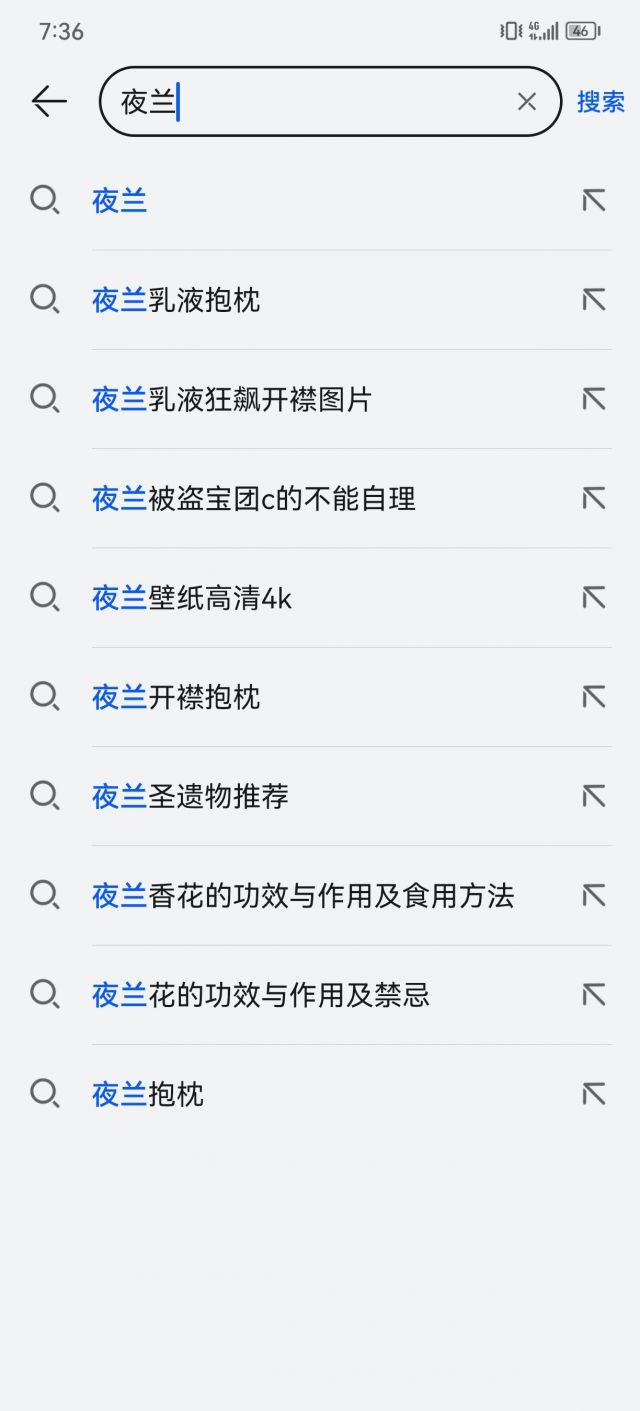 7:36
4G
46
夜兰
搜索
夜兰
夜兰乳液抱枕
夜兰乳液狂飙开襟图片
夜兰被盗宝团c的不能自理
夜兰壁纸高清4k
夜兰开襟抱枕
夜兰圣遗物推荐
夜兰香花的功效与作用及食用方法
夜兰花的功效与作用及禁忌
夜兰抱枕